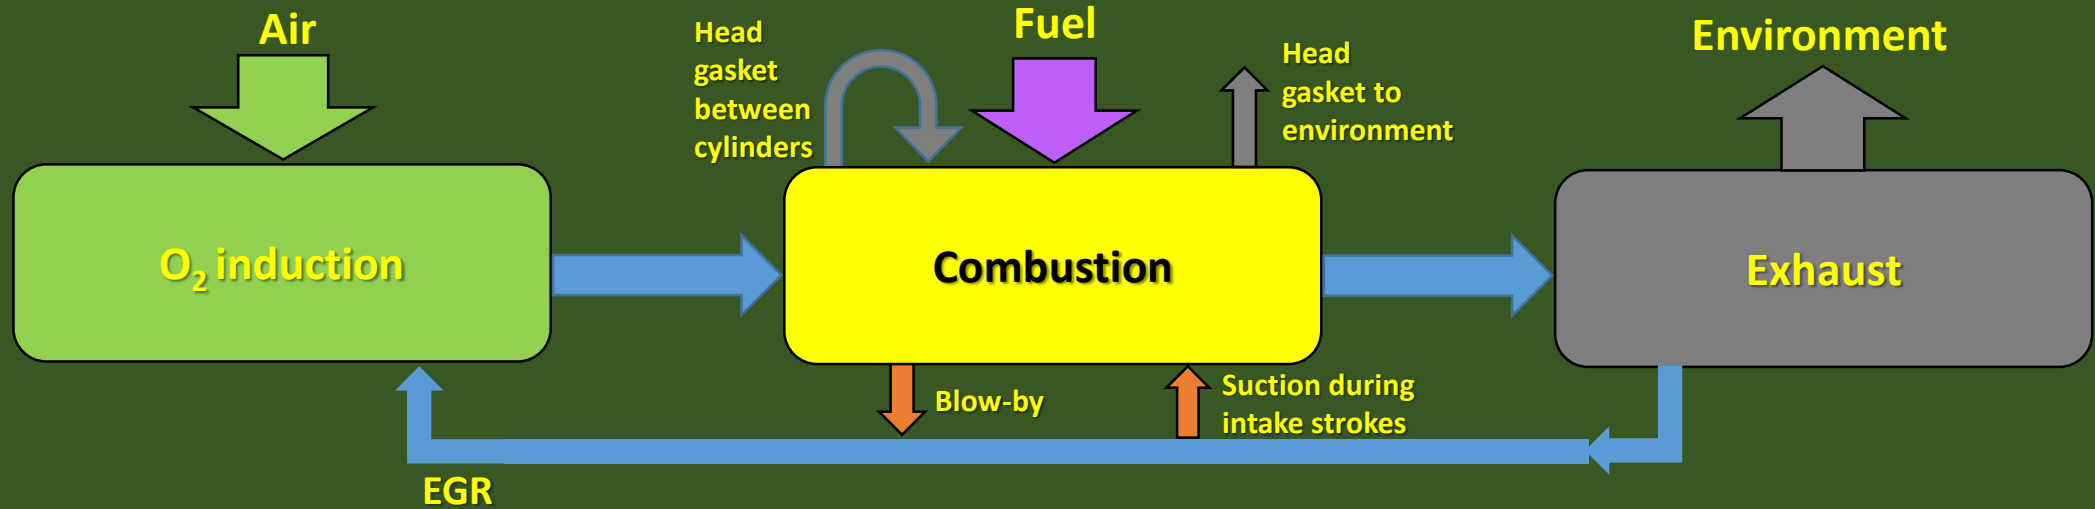 Air
Head
gasket
between
cylinders
Fuel
Head
gasket to
environment
Environment
O₂ induction
Combustion
Exhaust
Blow-by
Suction during
intake strokes
EGR